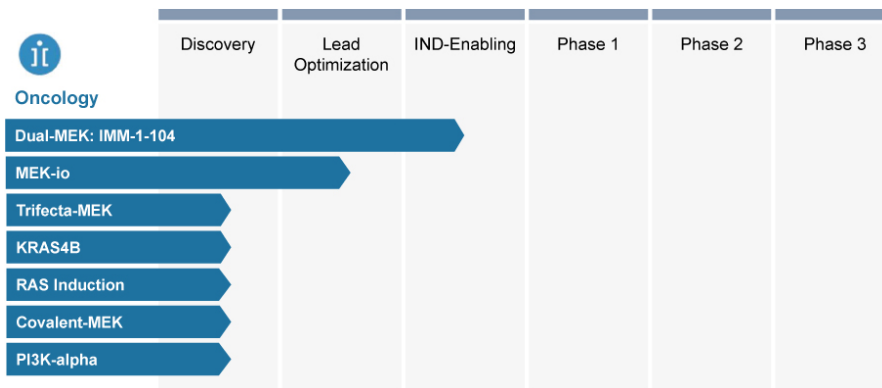 Discovery
Lead
Optimization
IND-Enabling
Phase 1
Phase 2
Phase 3
Oncology
Dual-MEK: IMM-1-104
MEK-io
Trifecta-MEK
KRAS4B
RAS Induction
Covalent-MEK
PI3K-alpha